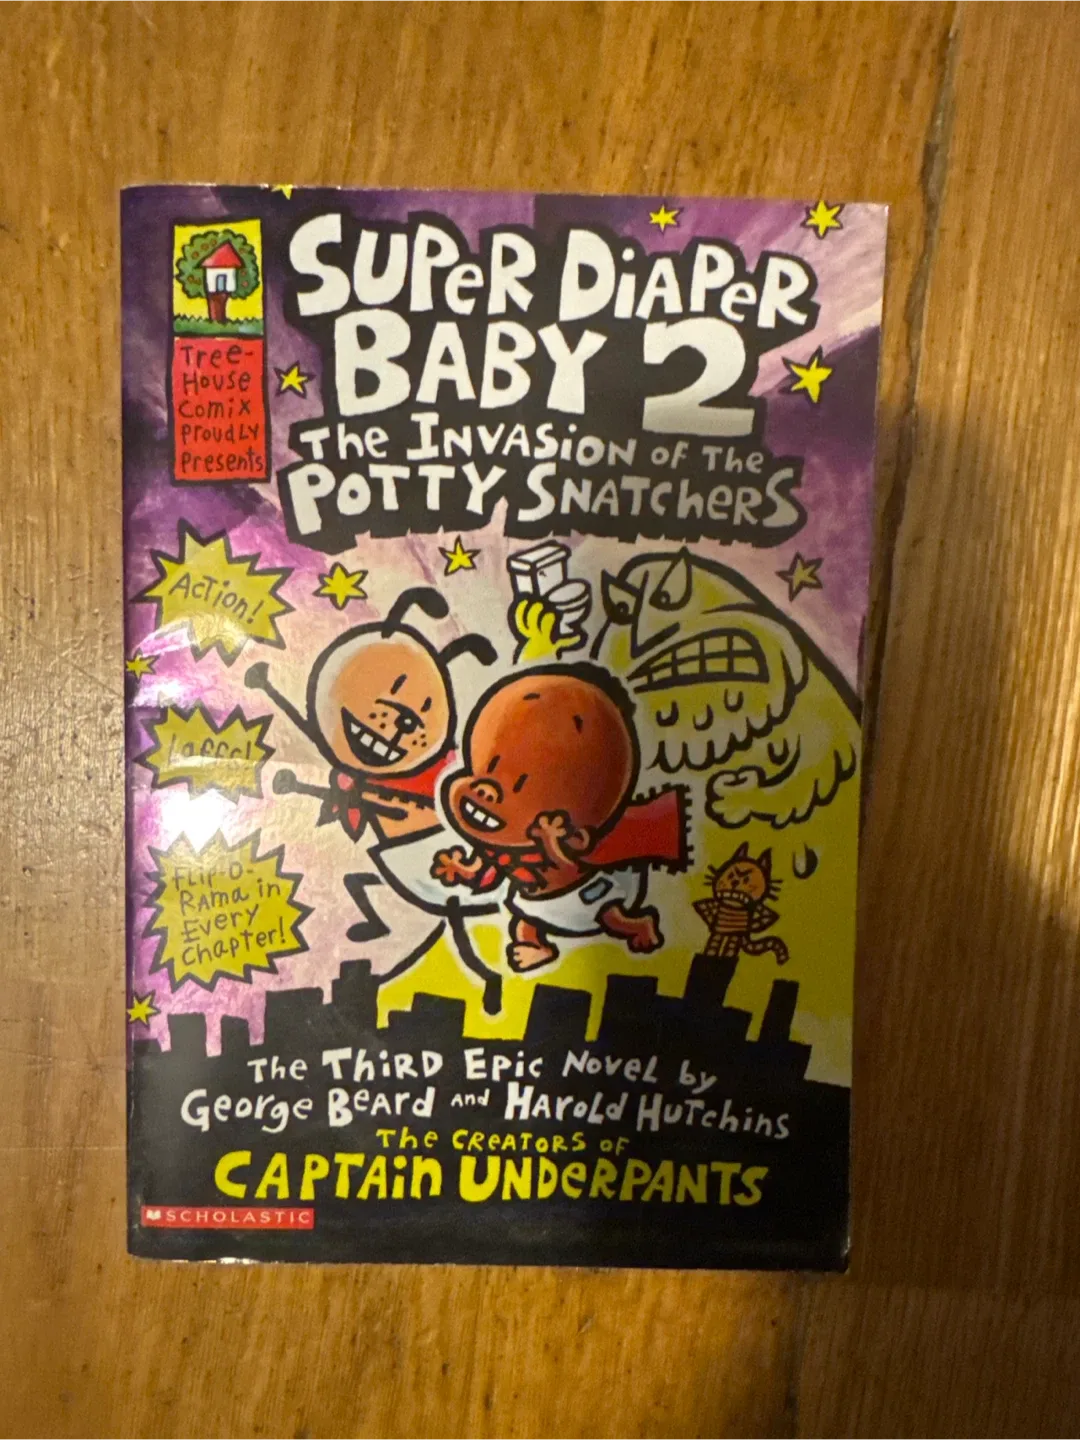 SUPER DIAPER
BABY 2
THE INVASION OF THE
POTTY SNATCHERS
Tree-
House
Comix
Proudly
Presents
Action!
Laffs!
Flip-O-
Rama in
Every
Chapter!
The Third Epic Novel by
George Beard and Harold Hutchins
The Creators of
CAPTAIN UNDERPANTS
SCHOLASTIC